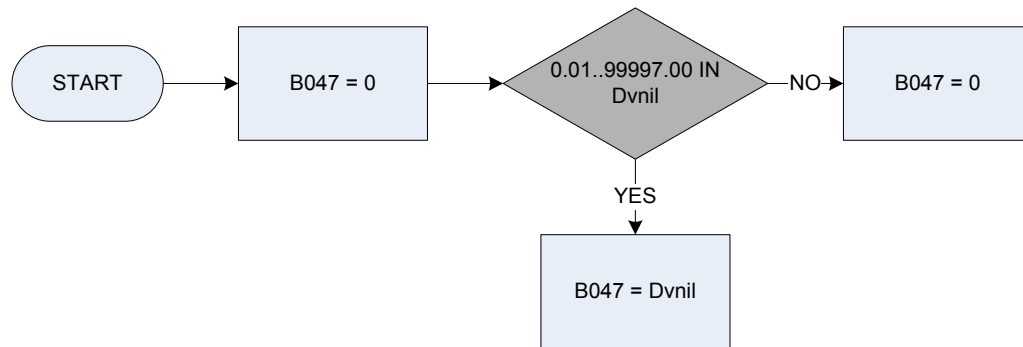 START
B047 = 0
0.01..99997.00 IN
Dvnil
NO
B047 = 0
YES
B047 = Dvnil